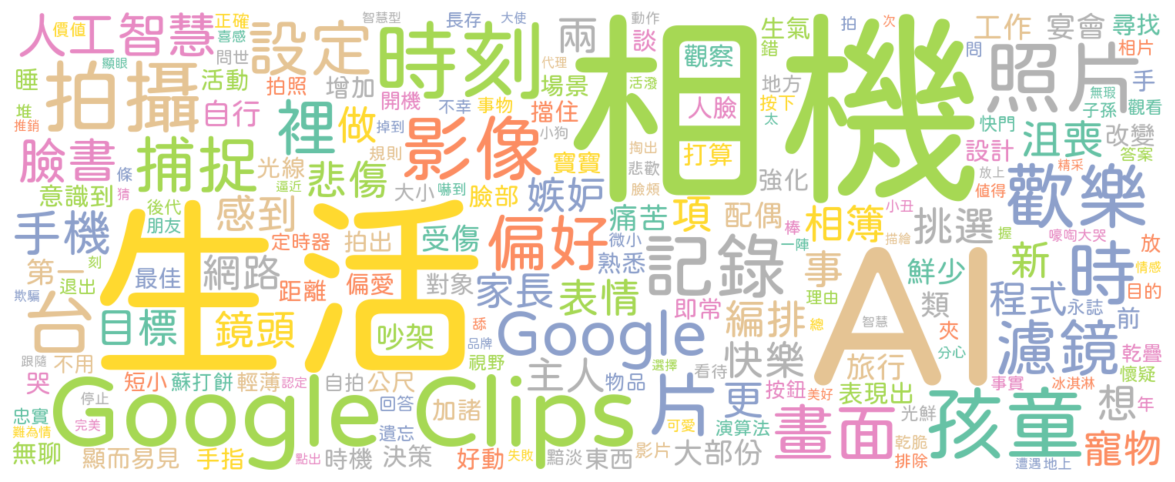 相機
生活
AI
Google Clips
時刻
照片
拍攝
影像
設定
人工智慧
裡
兩
做
捕捉
臉書
悲傷
感到
偏好
嫉妒
記錄
歡樂
時
濾鏡
孩童
畫面
片
更
Google
台
目標
鏡頭
網路
手機
第一
項
配偶
相簿
挑選
新
程式
事
類
鮮少
編排
快樂
主人
家長
表情
旅行
表現出
想
寵物
沮喪
改變
設計
工作
宴會
尋找
生氣
談
觀察
場景
地方
人臉
打算
強化
痛苦
熟悉
即常
受傷
拍出
定時器
距離
偏愛
對象
吵架
最佳
意識到
光線
大小
臉部
寶寶
擋住
開機
增加
拍照
自行
活動
睡
正確
喜感
問世
價值
顯眼
智慧型
長存
大使
動作
代理
活潑
小狗
事物
不幸
掉到
規則
逼近
嚇到
掏出
悲歡
臉頰
微小
錯
按下
太
拍
次
問
快門
相片
手
無瑕
子孫
觀看
答案
精采
放上
值得
小丑
描繪
棒
一陣
理由
握
嚎啕大哭
放
情感
目的
永誌
前
夾
分心
乾疊
懷疑
冰淇淋
年
事實
智慧
總
選擇
看待
美好
按鈕
演算法
可愛
光鮮
乾脆
排除
遭遇
地上
大部份
影片
東西
黯淡
失敗
好動
決策
時機
點出
手指
顯而易見
無聊
完美
難為情
忠實
停止
短小
蘇打餅
輕薄
認定
自拍
公尺
回答
遺忘
加諸
物品
視野
品牌
舔
哭
不用
跟隨
退出
欺騙
刻
後代
朋友
條
猜
堆
推銷